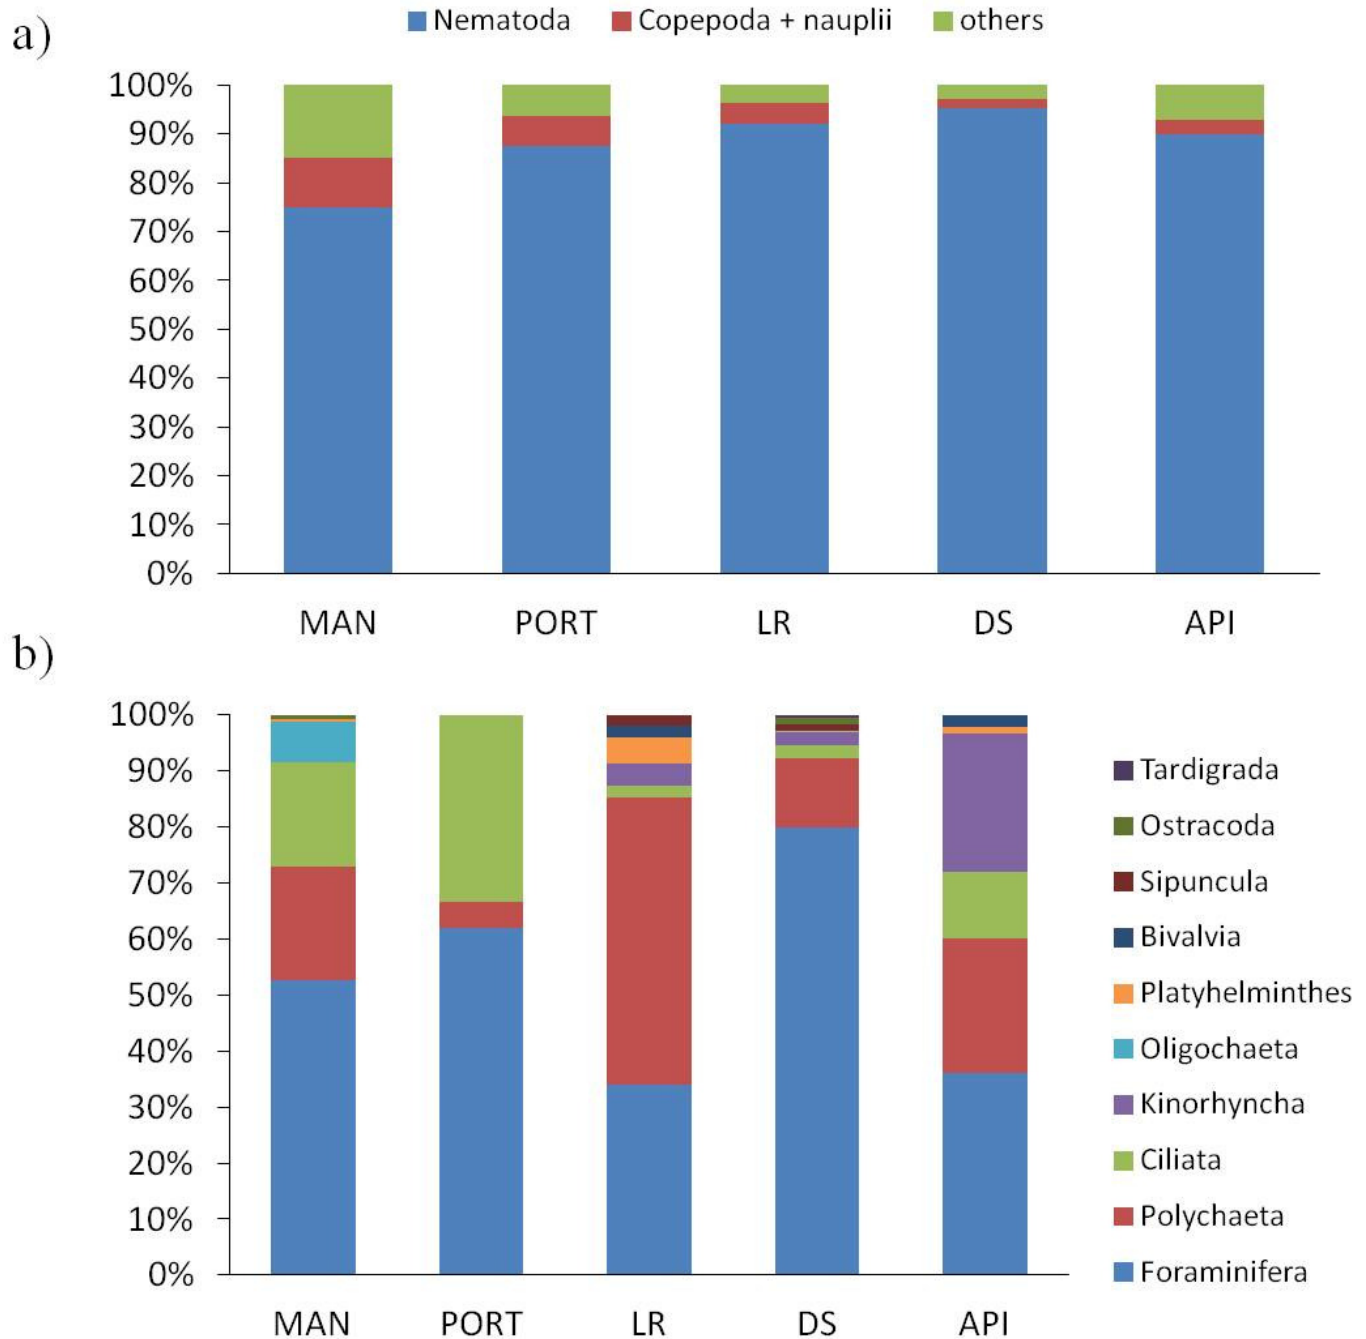 a)
Nematoda Copepoda + nauplii others
100%
90%
80%
70%
60%
50%
40%
30%
20%
10%
0%
MAN PORT LR DS API
b)
100%
90%
80%
70%
60%
50%
40%
30%
20%
10%
0%
MAN PORT LR DS API
Tardigrada
Ostracoda
Sipuncula
Bivalvia
Platyhelminthes
Oligochaeta
Kinorhyncha
Ciliata
Polychaeta
Foraminifera